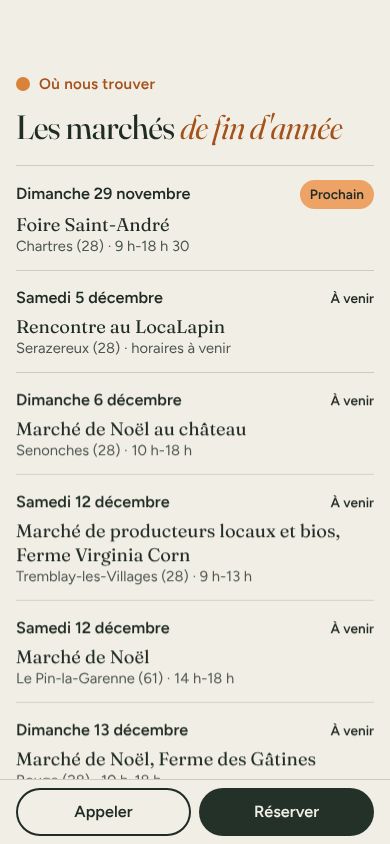 Où nous trouver
Les marchés de fin d'année
Dimanche 29 novembre
Prochain
Foire Saint-André
Chartres (28) · 9 h-18 h 30
Samedi 5 décembre
À venir
Rencontre au LocaLapin
Serazereux (28) · horaires à venir
Dimanche 6 décembre
À venir
Marché de Noël au château
Senonches (28) · 10 h-18 h
Samedi 12 décembre
À venir
Marché de producteurs locaux et bios,
Ferme Virginia Corn
Tremblay-les-Villages (28) · 9 h-13 h
Samedi 12 décembre
À venir
Marché de Noël
Le Pin-la-Garenne (61) · 14 h-18 h
Dimanche 13 décembre
À venir
Marché de Noël, Ferme des Gâtines
(28) · 10 h-18 h
Appeler
Réserver